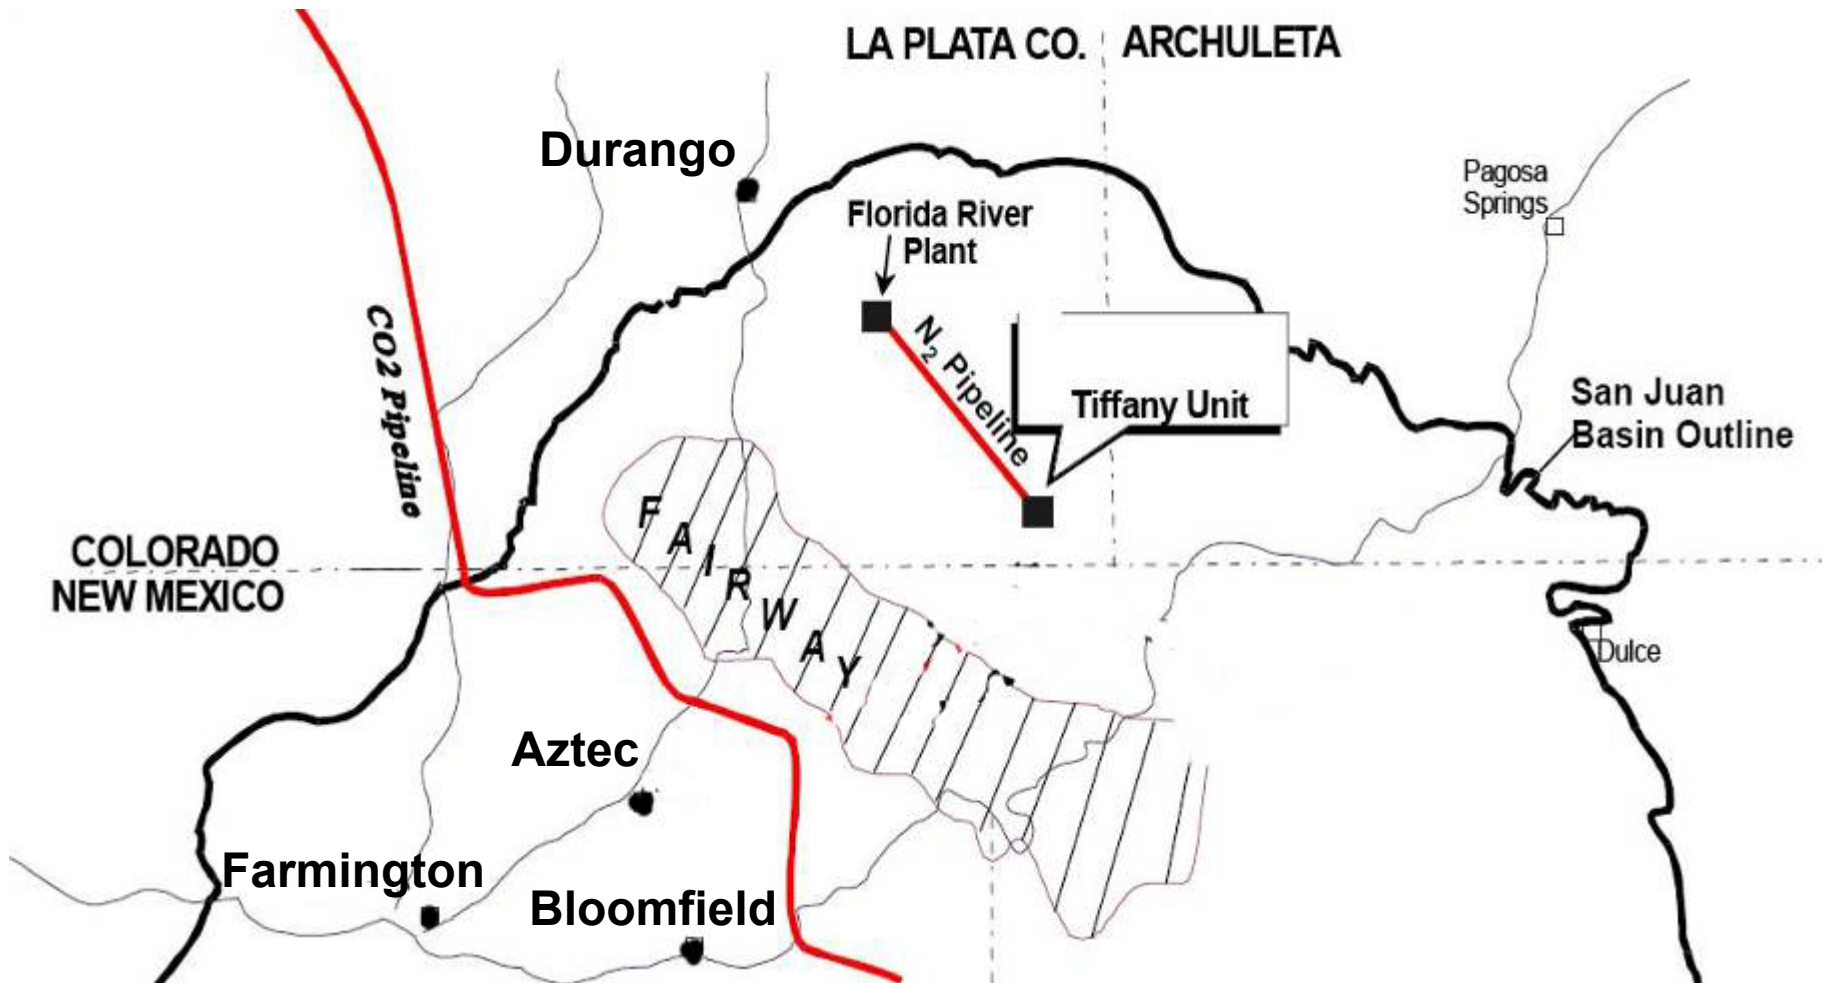 LA PLATA CO.
ARCHULETA
Durango
Pagosa
Springs
Florida River
Plant
CO2 Pipeline
N2 Pipeline
Tiffany Unit
San Juan
Basin Outline
FAIRWAY
COLORADO
NEW MEXICO
Dulce
Aztec
Farmington
Bloomfield